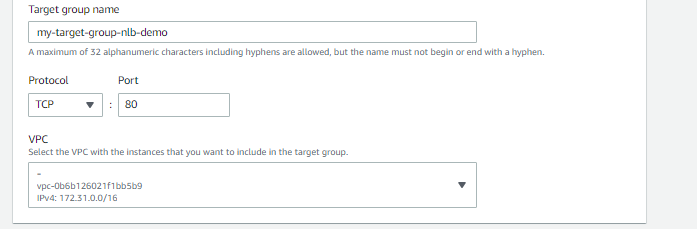 Target group name
my-target-group-nlb-demo
A maximum of 32 alphanumeric characters including hyphens are allowed, but the name must not begin or end with a hyphen.
Protocol Port
TCP : 80
VPC
Select the VPC with the instances that you want to include in the target group.
-
vpc-0b6b126021f1bb5b9
IPv4: 172.31.0.0/16